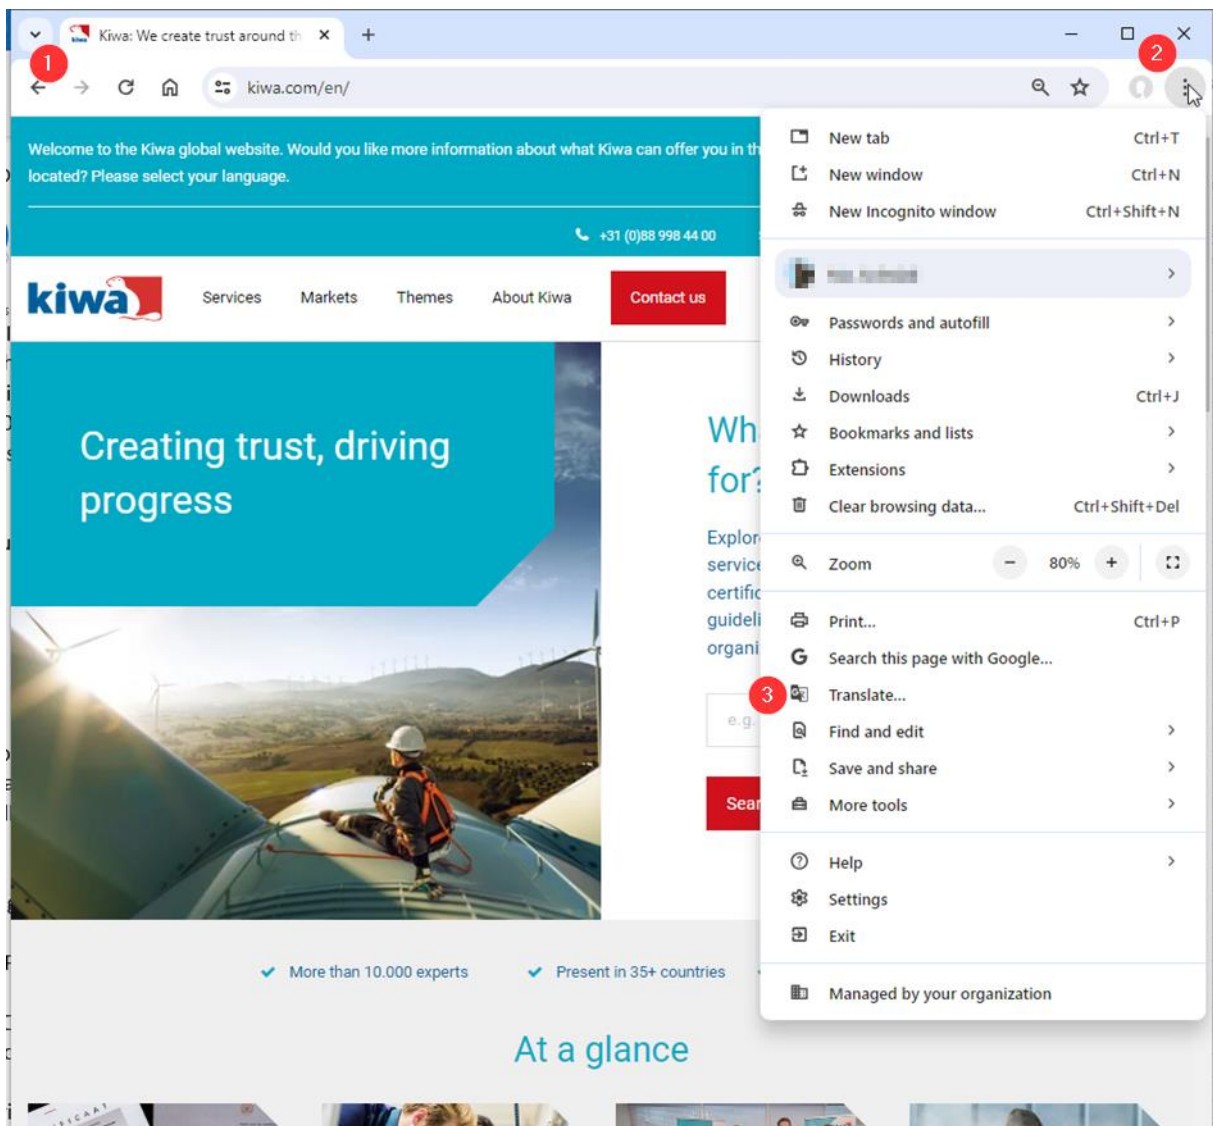 Kiwa: We create trust around th
1
2
kiwa.com/en/
Welcome to the Kiwa global website. Would you like more information about what Kiwa can offer you in th
located? Please select your language.
+31 (0)88 998 44 00
kiwa
Services Markets Themes About Kiwa Contact us
Creating trust, driving
progress
Wh
for?
Explor
service
certific
guideli
organi
e.g.
Sear
New tab Ctrl+T
New window Ctrl+N
New Incognito window Ctrl+Shift+N
Passwords and autofill
History
Downloads Ctrl+J
Bookmarks and lists
Extensions
Clear browsing data... Ctrl+Shift+Del
Zoom - 80% +
Print... Ctrl+P
Search this page with Google...
3 Translate...
Find and edit
Save and share
More tools
Help
Settings
Exit
Managed by your organization
More than 10.000 experts Present in 35+ countries
At a glance